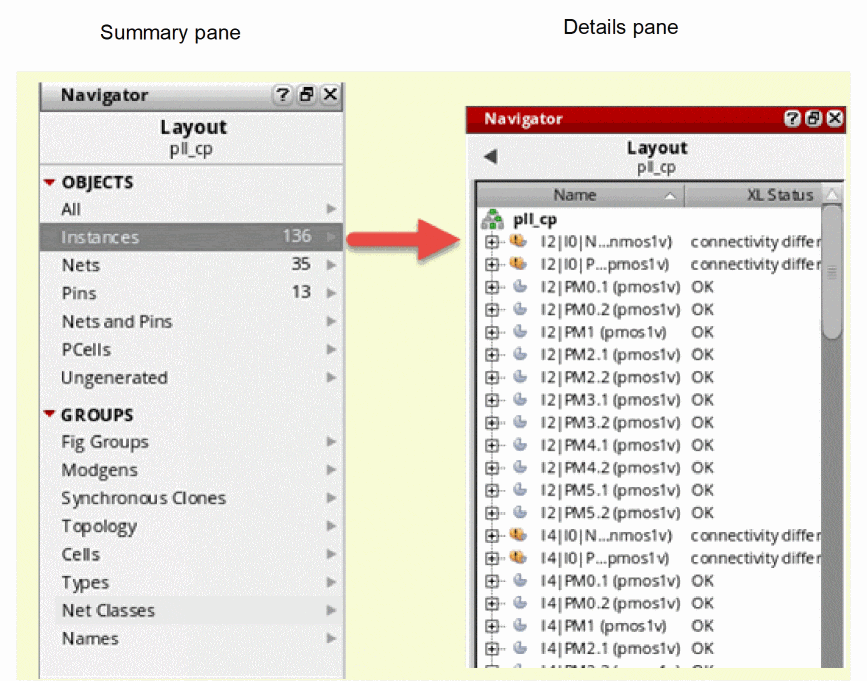 Summary pane
Details pane
Navigator
Layout
pll_cp
OBJECTS
All
Instances 136
Nets 35
Pins 13
Nets and Pins
PCells
Ungenerated
GROUPS
Fig Groups
Modgens
Synchronous Clones
Topology
Cells
Types
Net Classes
Names
Navigator
Layout
pll_cp
Name XL Status
pll_cp
I2|I0|N...nmos1v) connectivity differ
I2|I0|P...pmos1v) connectivity differ
I2|PM0.1 (pmos1v) OK
I2|PM0.2 (pmos1v) OK
I2|PM1 (pmos1v) OK
I2|PM2.1 (pmos1v) OK
I2|PM2.2 (pmos1v) OK
I2|PM3.1 (pmos1v) OK
I2|PM3.2 (pmos1v) OK
I2|PM4.1 (pmos1v) OK
I2|PM4.2 (pmos1v) OK
I2|PM5.1 (pmos1v) OK
I2|PM5.2 (pmos1v) OK
I4|I0|N...nmos1v) connectivity differ
I4|I0|P...pmos1v) connectivity differ
I4|PM0.1 (pmos1v) OK
I4|PM0.2 (pmos1v) OK
I4|PM1 (pmos1v) OK
I4|PM2.1 (pmos1v) OK